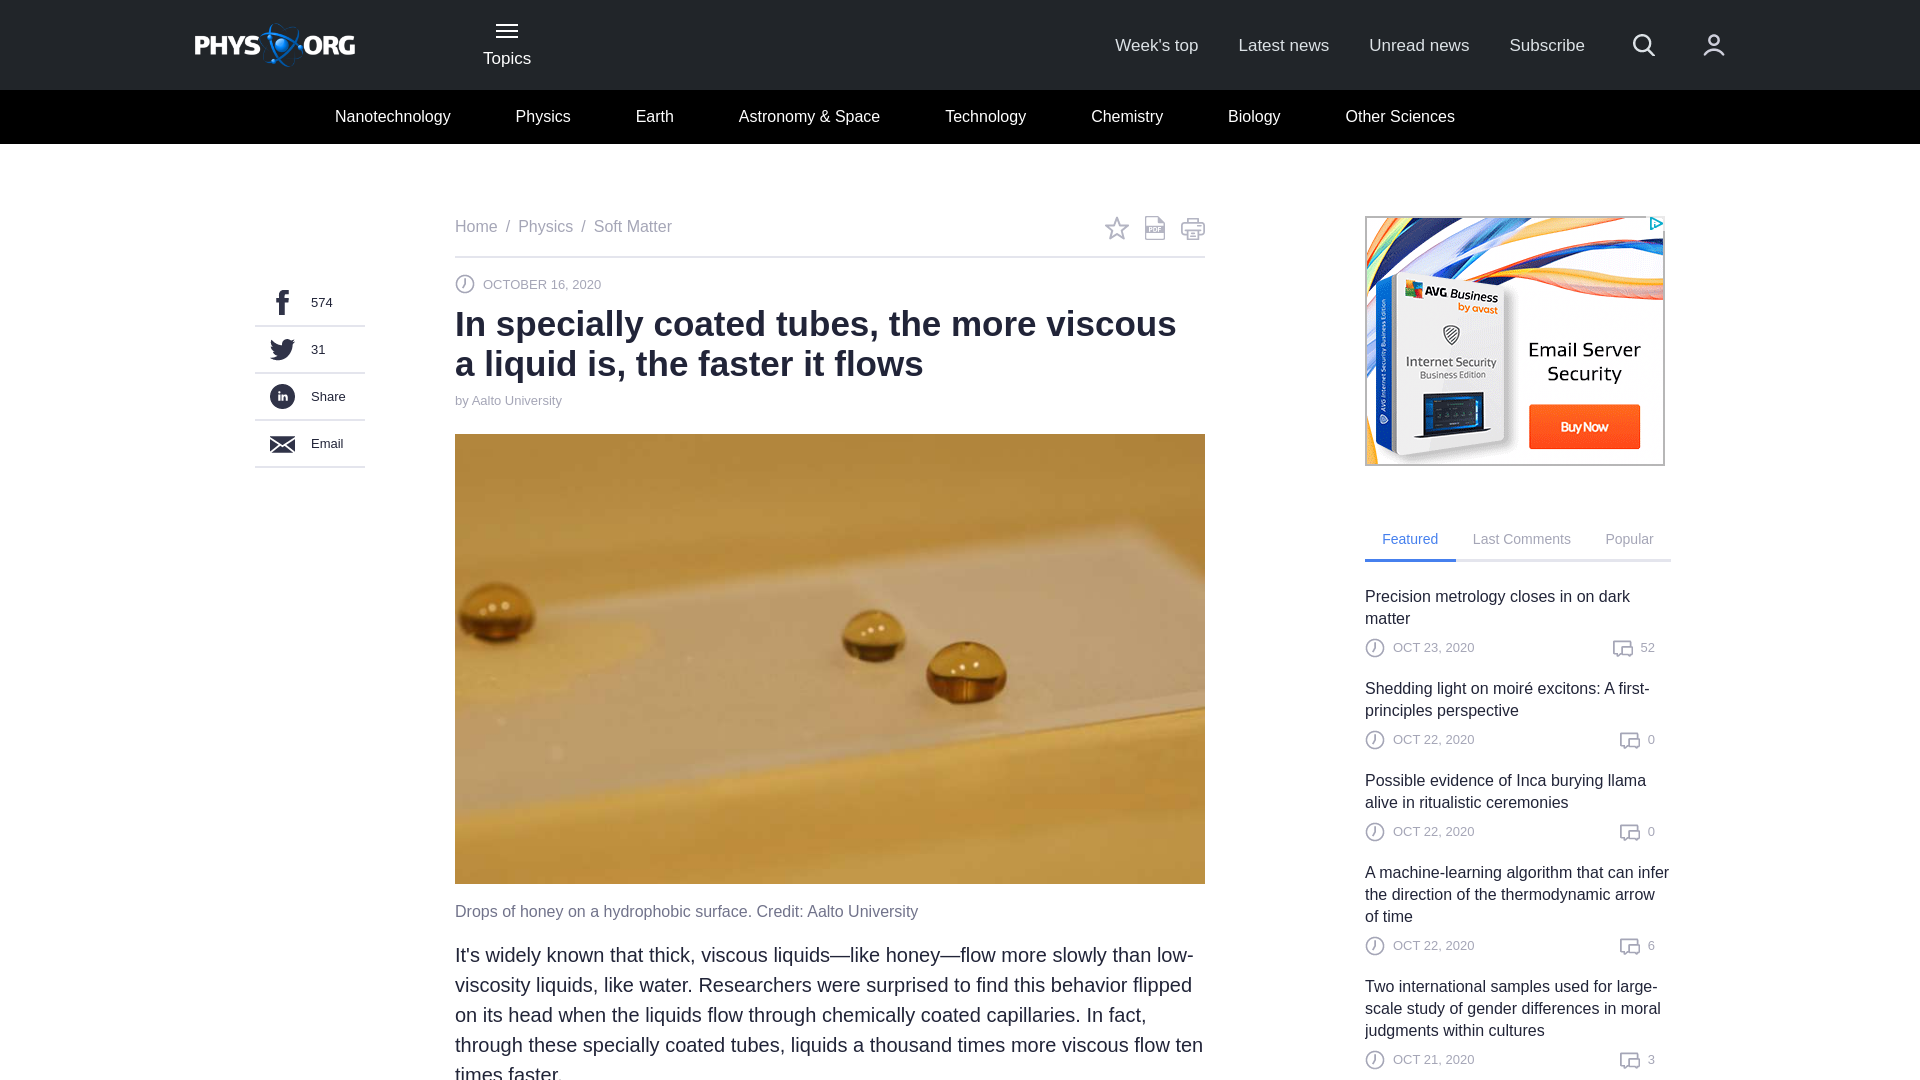 PHYS ORG
Topics
Week's top
Latest news
Unread news
Subscribe
Nanotechnology
Physics
Earth
Astronomy & Space
Technology
Chemistry
Biology
Other Sciences
Home / Physics / Soft Matter
PDF
574
31
in Share
Email
OCTOBER 16, 2020
In specially coated tubes, the more viscous
a liquid is, the faster it flows
by Aalto University
Drops of honey on a hydrophobic surface. Credit: Aalto University
It's widely known that thick, viscous liquids—like honey—flow more slowly than low-
viscosity liquids, like water. Researchers were surprised to find this behavior flipped
on its head when the liquids flow through chemically coated capillaries. In fact,
through these specially coated tubes, liquids a thousand times more viscous flow ten
times faster.
AVG Business
by avast
Internet Security
Business Edition
AVG Internet Security Business Edition
Email Server
Security
Buy Now
Featured
Last Comments
Popular
Precision metrology closes in on dark
matter
OCT 23, 2020
52
Shedding light on moiré excitons: A first-
principles perspective
OCT 22, 2020
0
Possible evidence of Inca burying llama
alive in ritualistic ceremonies
OCT 22, 2020
0
A machine-learning algorithm that can infer
the direction of the thermodynamic arrow
of time
OCT 22, 2020
6
Two international samples used for large-
scale study of gender differences in moral
judgments within cultures
OCT 21, 2020
3